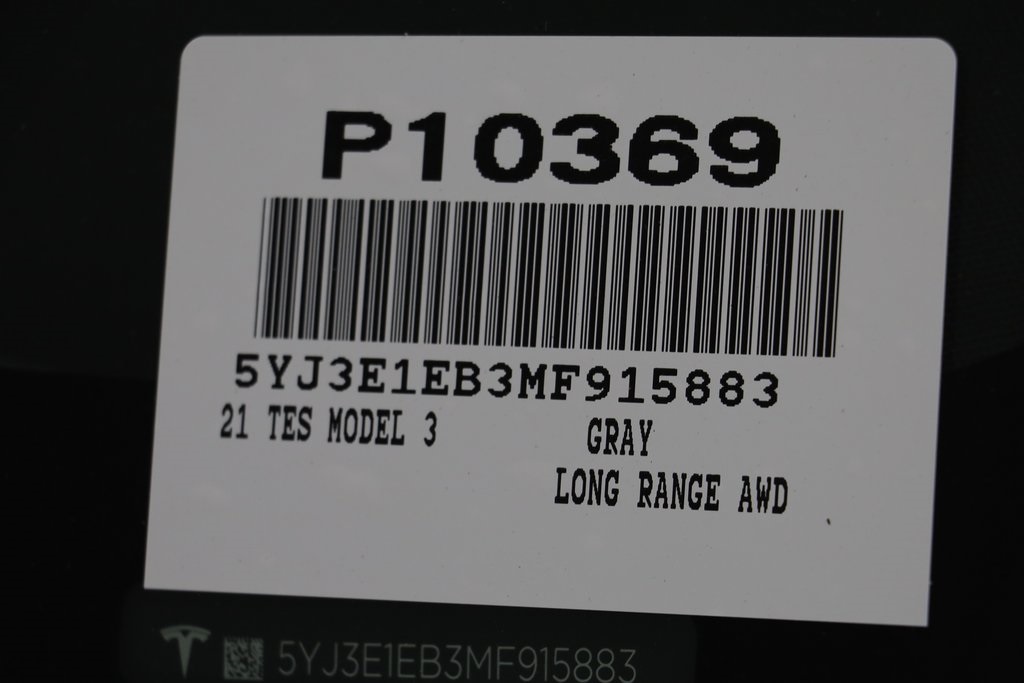 P10369
5YJ3E1EB3MF915883
21 TES MODEL 3 GRAY
LONG RANGE AWD
5YJ3E1EB3MF915883